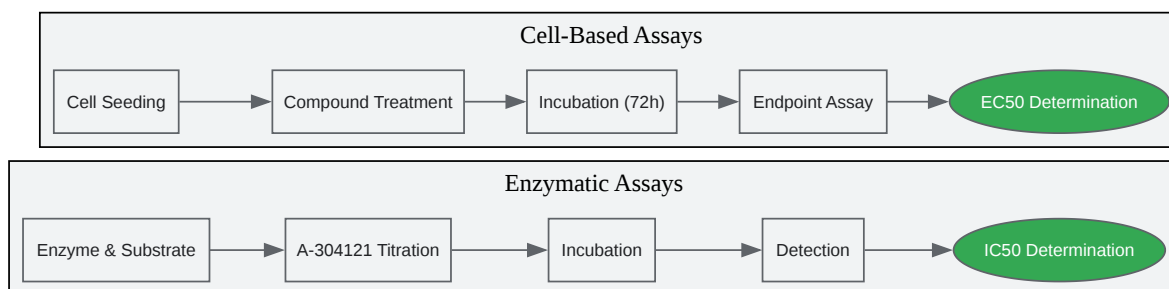 Cell-Based Assays
Cell Seeding
Compound Treatment
Incubation (72h)
Endpoint Assay
EC50 Determination
Enzymatic Assays
Enzyme & Substrate
A-304121 Titration
Incubation
Detection
IC50 Determination